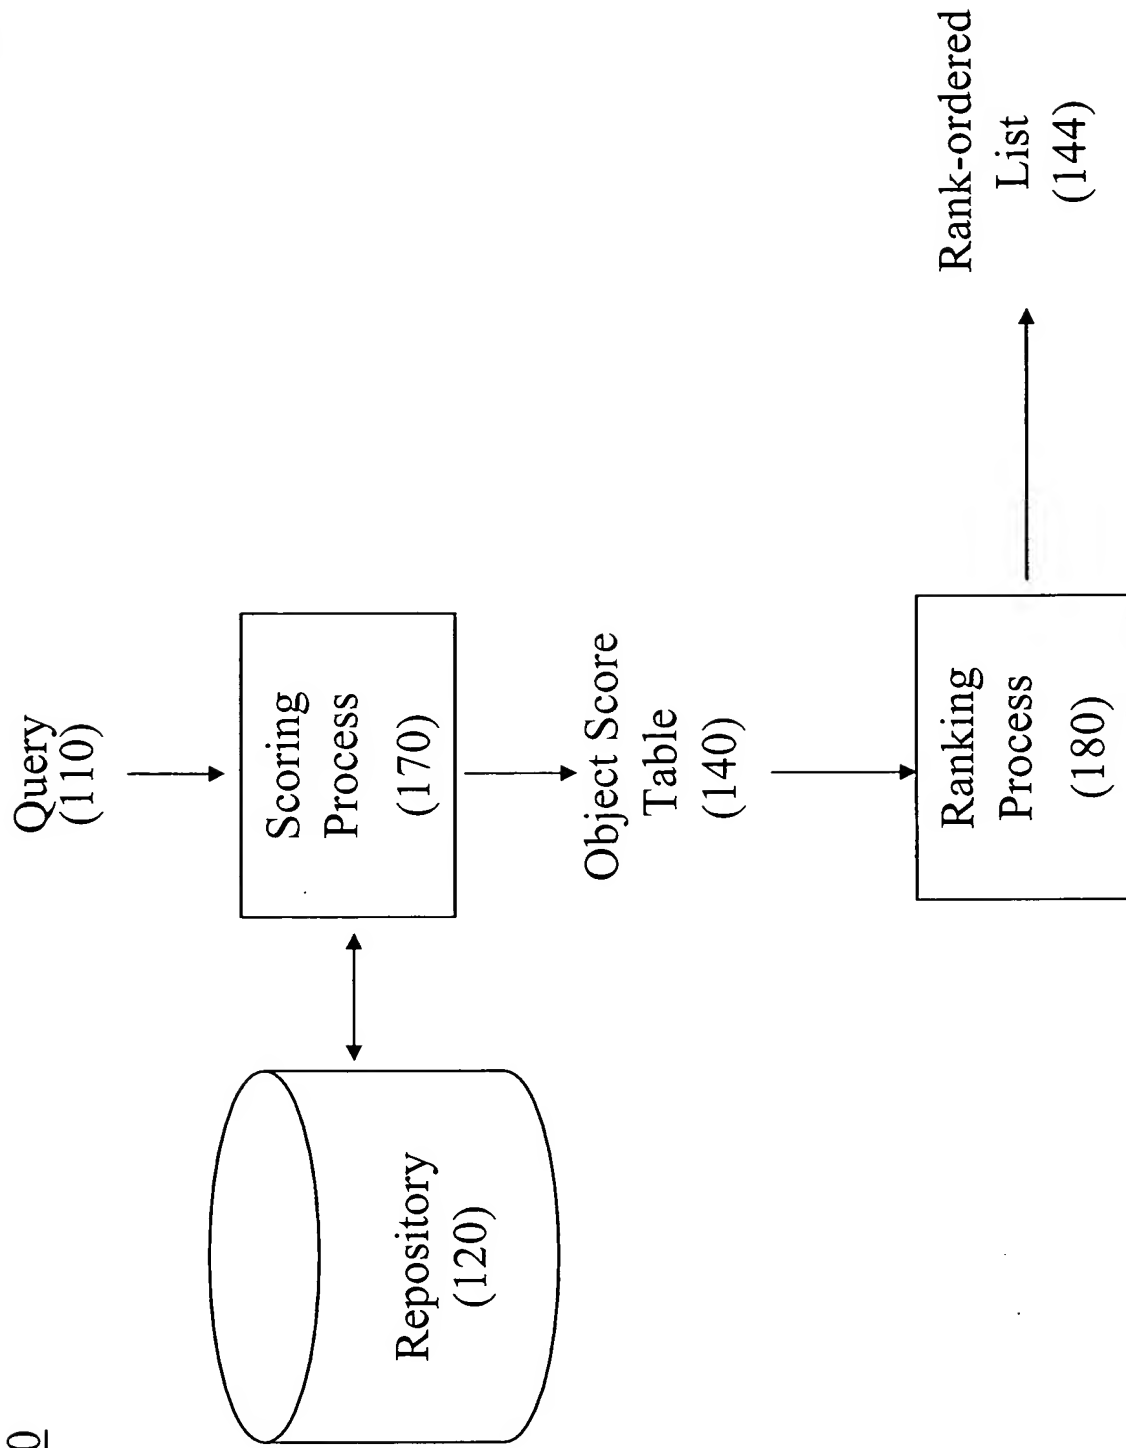 Query
(110)
Scoring
Process
(170)
Repository
(120)
Object Score
Table
(140)
Ranking
Process
(180)
Rank-ordered
List
(144)